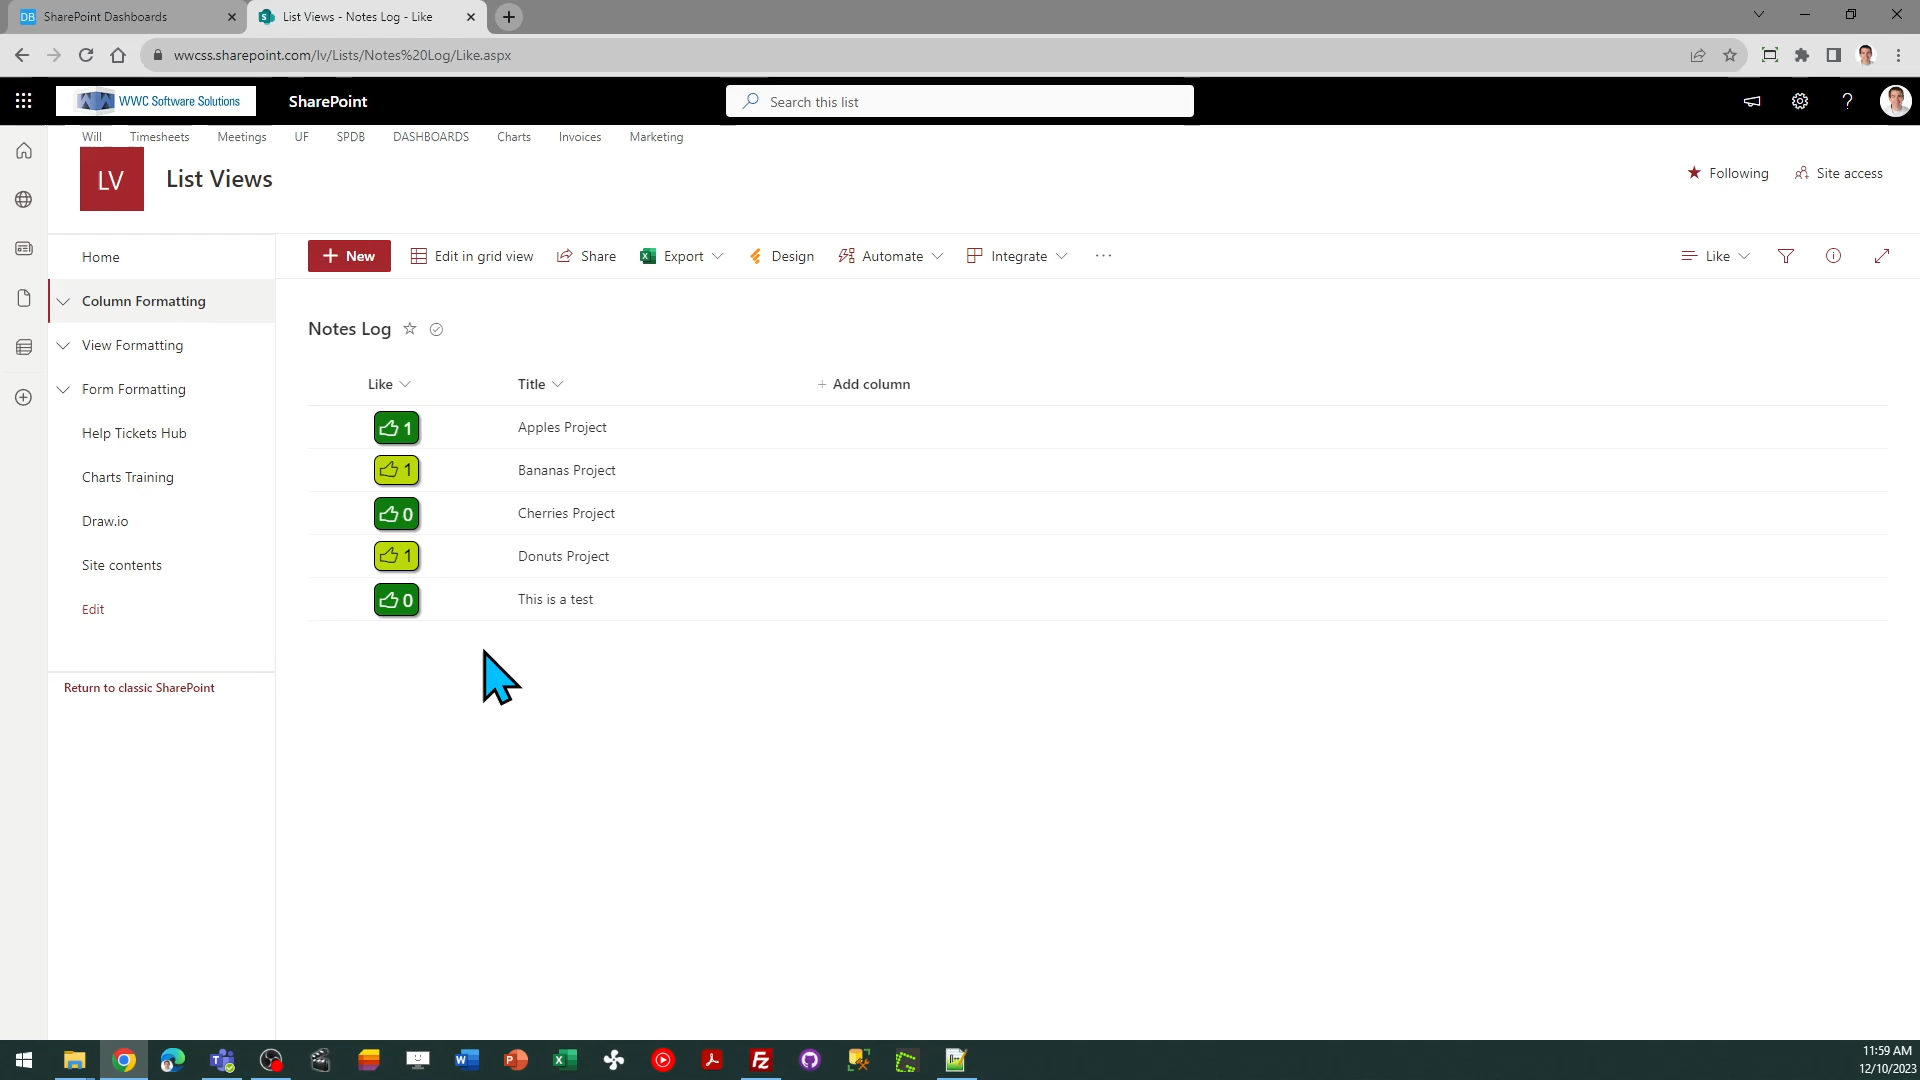 DB SharePoint Dashboards
S List Views - Notes Log - Like
wwcss.sharepoint.com/lv/Lists/Notes%20Log/Like.aspx
WWC Software Solutions
SharePoint
Search this list
?
Will Timesheets Meetings UF SPDB DASHBOARDS Charts Invoices Marketing
LV
List Views
Following
Site access
Home
Column Formatting
View Formatting
Form Formatting
Help Tickets Hub
Charts Training
Draw.io
Site contents
Edit
Return to classic SharePoint
+ New
Edit in grid view
Share
Export
Design
Automate
Integrate
...
Like
Notes Log
Like Title + Add column
1 Apples Project
1 Bananas Project
0 Cherries Project
1 Donuts Project
0 This is a test
11:59 AM
12/10/2023